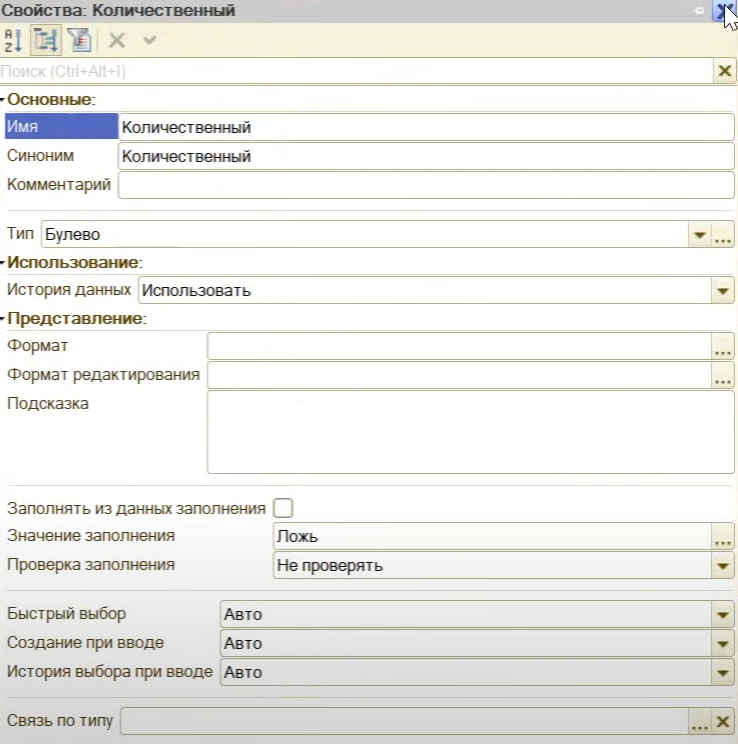 Свойства: Количественный
Поиск (Ctrl+Alt+I)
Основные:
Имя Количественный
Синоним Количественный
Комментарий
Тип Булево ...
Использование:
История данных Использовать
Представление:
Формат ...
Формат редактирования ...
Подсказка
Заполнять из данных заполнения
Значение заполнения Ложь ...
Проверка заполнения Не проверять
Быстрый выбор Авто
Создание при вводе Авто
История выбора при вводе Авто
Связь по типу ...